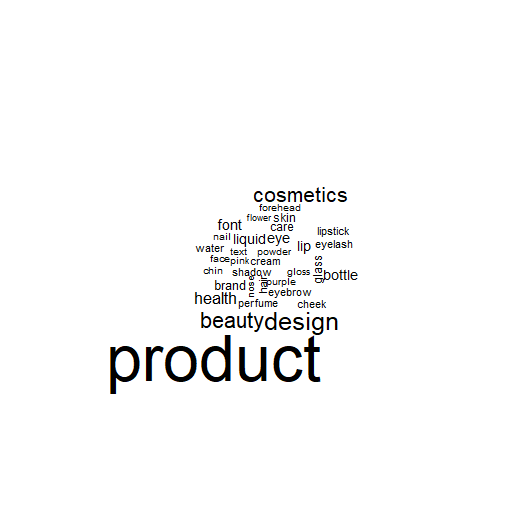 cosmetics
forehead
flower skin
font care
nail liquid eye lipstick
water lip eyelash
text powder
face pink cream glass
chin shadow gloss bottle
nose hair purple
brand eyebrow
health perfume cheek
beauty design
product